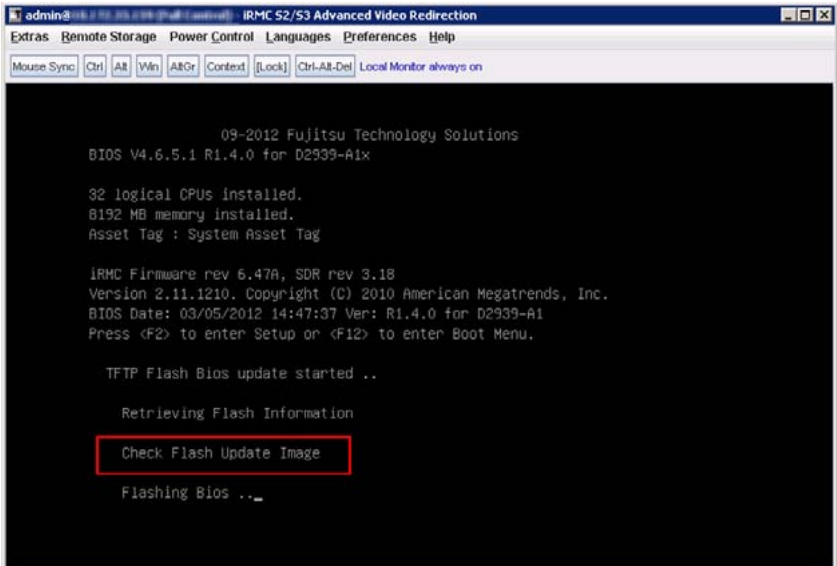 admin@ iRMC S2/S3 Advanced Video Redirection
Extras Remote Storage Power Control Languages Preferences Help
Mouse Sync Ctrl Alt Win AltGr Context [Lock] Ctrl-Alt-Del Local Monitor always on
09-2012 Fujitsu Technology Solutions
BIOS V4.6.5.1 R1.4.0 for D2939-A1x
32 logical CPUs installed.
8192 MB memory installed.
Asset Tag : System Asset Tag
iRMC Firmware rev 6.47A, SDR rev 3.18
Version 2.11.1210. Copyright (C) 2010 American Megatrends, Inc.
BIOS Date: 03/05/2012 14:47:37 Ver: R1.4.0 for D2939-A1
Press <F2> to enter Setup or <F12> to enter Boot Menu.
TFTP Flash Bios update started ..
Retrieving Flash Information
Check Flash Update Image
Flashing Bios .._